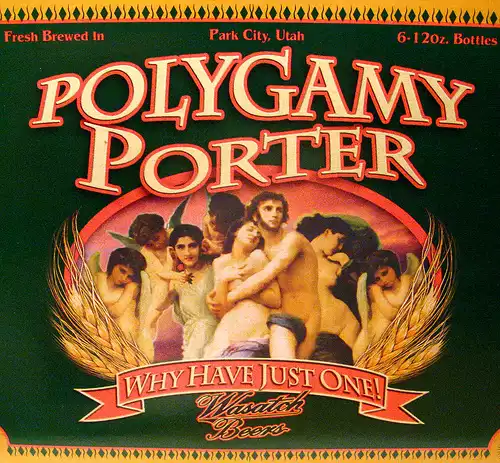 Fresh Brewed In Park City, Utah 6-12oz. Bottles
POLYGAMY
PORTER
WHY HAVE JUST ONE!
Wasatch
Beers